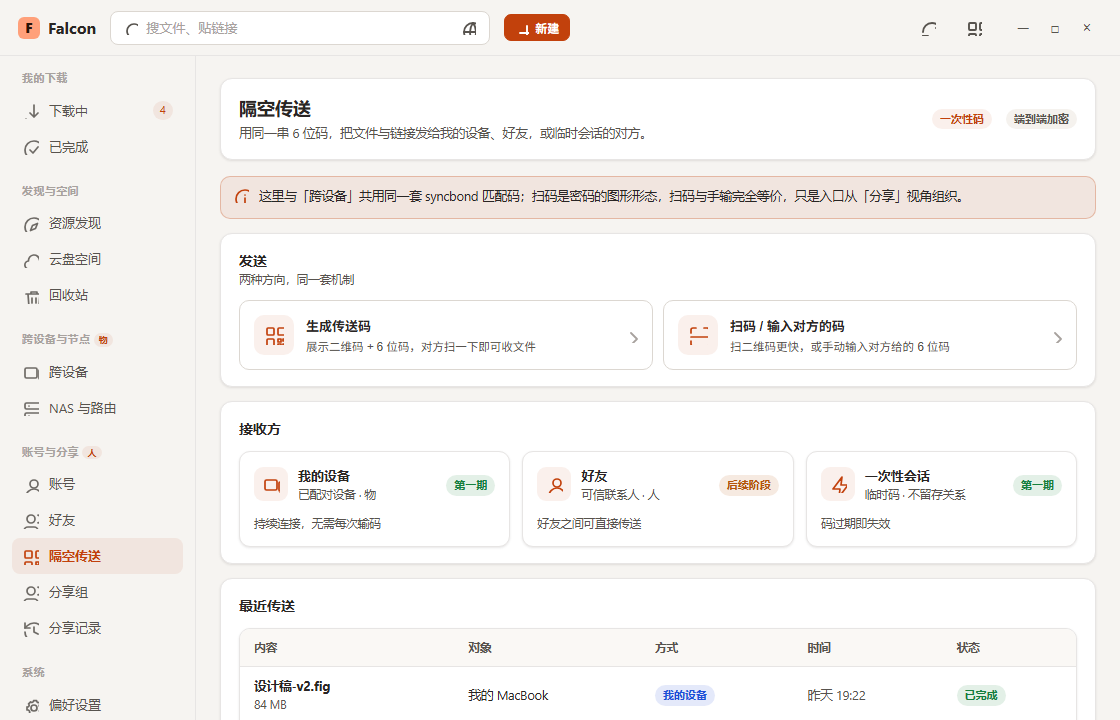 F Falcon
搜文件、贴链接
新建
我的下载
下载中 4
已完成
发现与空间
资源发现
云盘空间
回收站
跨设备与节点 物
跨设备
NAS 与路由
账号与分享 人
账号
好友
隔空传送
分享组
分享记录
系统
偏好设置
隔空传送
用同一串 6 位码，把文件与链接发给我的设备、好友，或临时会话的对方。
一次性码 端到端加密
这里与「跨设备」共用同一套 syncbond 匹配码；扫码是密码的图形形态，扫码与手输完全等价，只是入口从「分享」视角组织。
发送
两种方向，同一套机制
生成传送码
展示二维码 + 6 位码，对方扫一下即可收文件
扫码 / 输入对方的码
扫二维码更快，或手动输入对方给的 6 位码
接收方
我的设备
已配对设备 · 物
第一期
持续连接，无需每次输码
好友
可信联系人 · 人
后续阶段
好友之间可直接传送
一次性会话
临时码 · 不留存关系
第一期
码过期即失效
最近传送
内容 对象 方式 时间 状态
设计稿-v2.fig
84 MB
我的 MacBook 我的设备 昨天 19:22 已完成